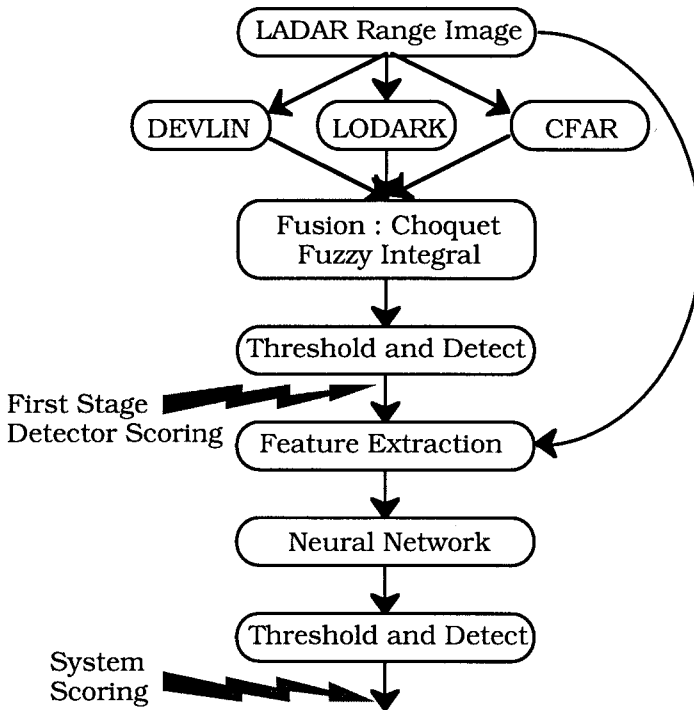 LADAR Range Image
DEVLIN
LODARK
CFAR
Fusion : Choquet
Fuzzy Integral
Threshold and Detect
First Stage
Detector Scoring
Feature Extraction
Neural Network
Threshold and Detect
System
Scoring